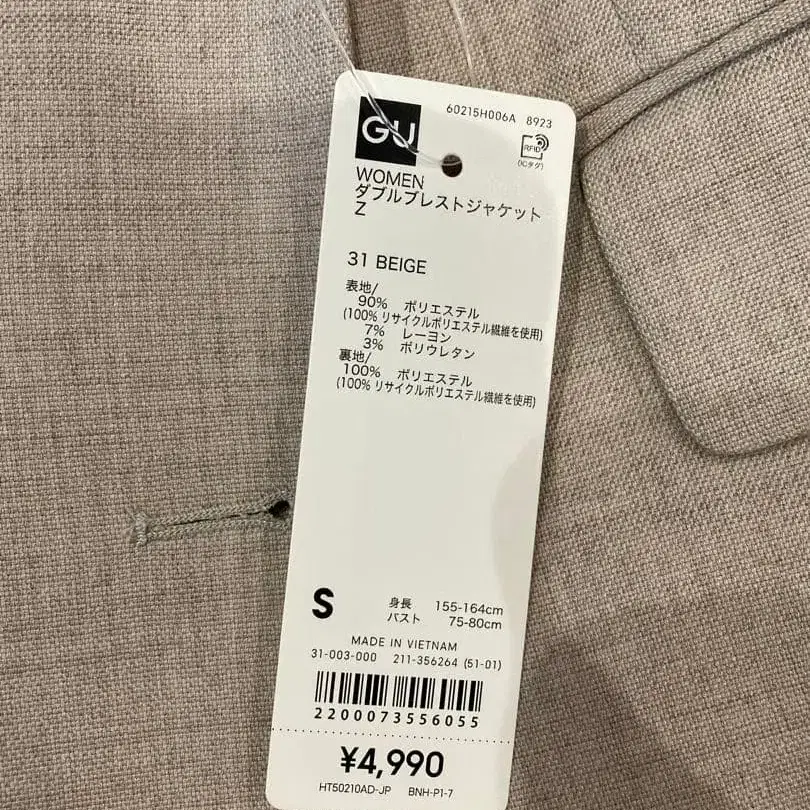 60215H006A 8923
GU
RFID
(ICタグ)
WOMEN
ダブルブレストジャケット
Z
31 BEIGE
表地/
90% ポリエステル
(100% リサイクルポリエステル繊維を使用)
7% レーヨン
3% ポリウレタン
裏地/
100% ポリエステル
(100% リサイクルポリエステル繊維を使用)
S
身長 155-164cm
バスト 75-80cm
MADE IN VIETNAM
31-003-000 211-356264 (51-01)
2200073556055
¥4,990
HT50210AD-JP BNH-P1-7